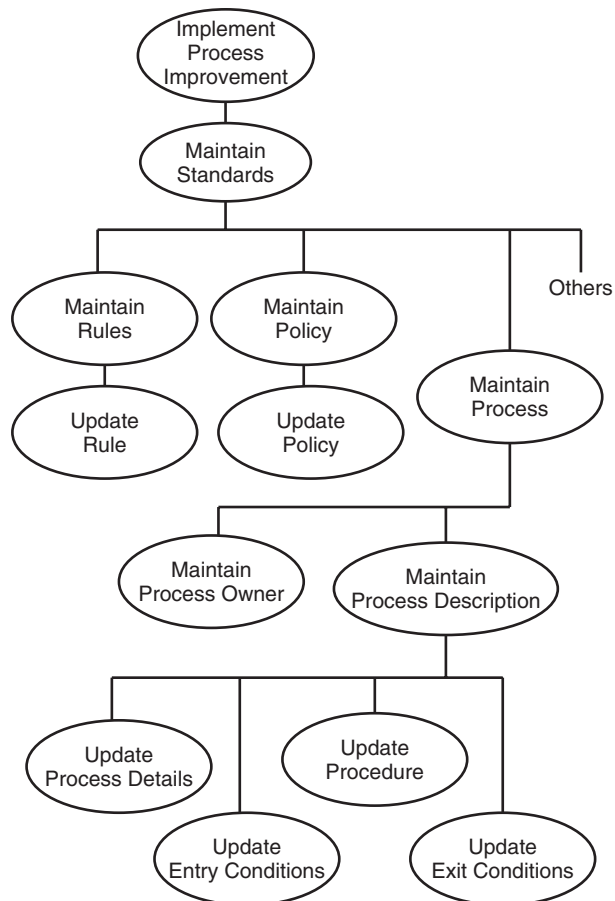 Implement
Process
Improvement
Maintain
Standards
Others
Maintain
Rules
Maintain
Policy
Maintain
Process
Update
Rule
Update
Policy
Maintain
Process Owner
Maintain
Process Description
Update
Process Details
Update
Procedure
Update
Entry Conditions
Update
Exit Conditions